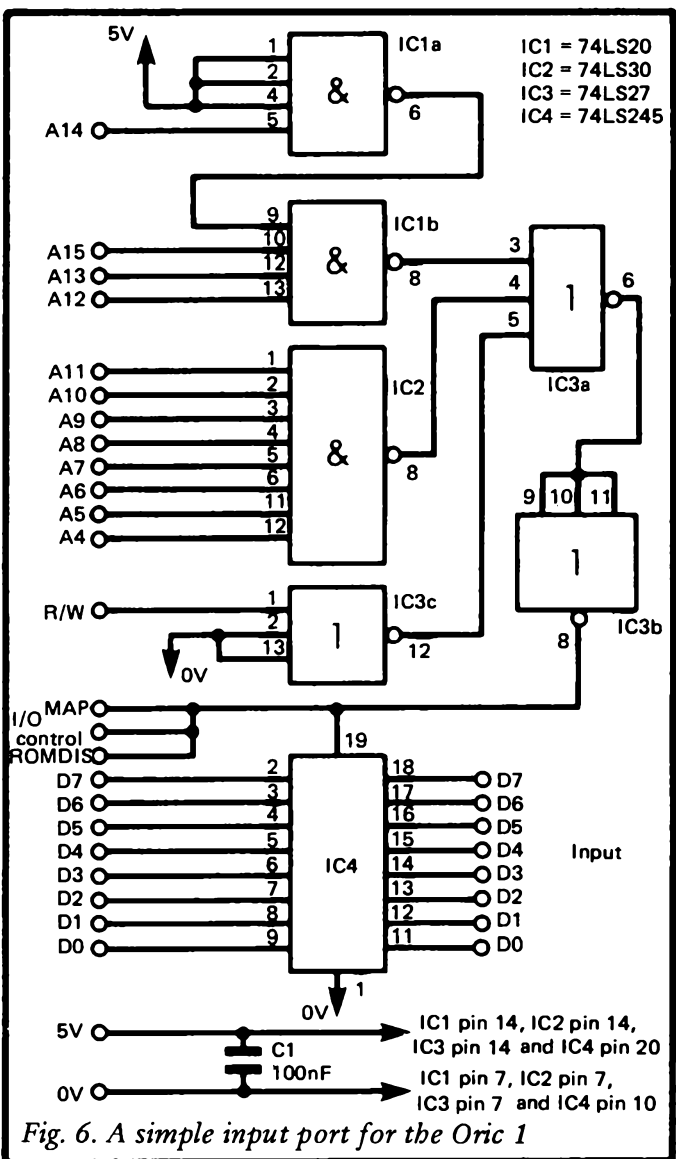 5V
IC1a
IC1 = 74LS20
IC2 = 74LS30
IC3 = 74LS27
IC4 = 74LS245
1
2
4
5
&
6
A14
IC1b
9
10
12
13
&
8
A15
A13
A12
3
4
5
1
6
IC3a
A11
A10
A9
A8
A7
A6
A5
A4
1
2
3
4
5
6
11
12
&
IC2
8
9
10
11
1
8
IC3b
R/W
1
2
13
1
IC3c
12
0V
MAP
I/O
control
ROMDIS
19
D7
D6
D5
D4
D3
D2
D1
D0
2
3
4
5
6
7
8
9
IC4
18
17
16
15
14
13
12
11
D7
D6
D5
D4
D3
D2
D1
D0
Input
0V
1
5V
C1
100nF
0V
IC1 pin 14, IC2 pin 14,
IC3 pin 14 and IC4 pin 20
IC1 pin 7, IC2 pin 7,
IC3 pin 7 and IC4 pin 10
Fig. 6. A simple input port for the Oric 1